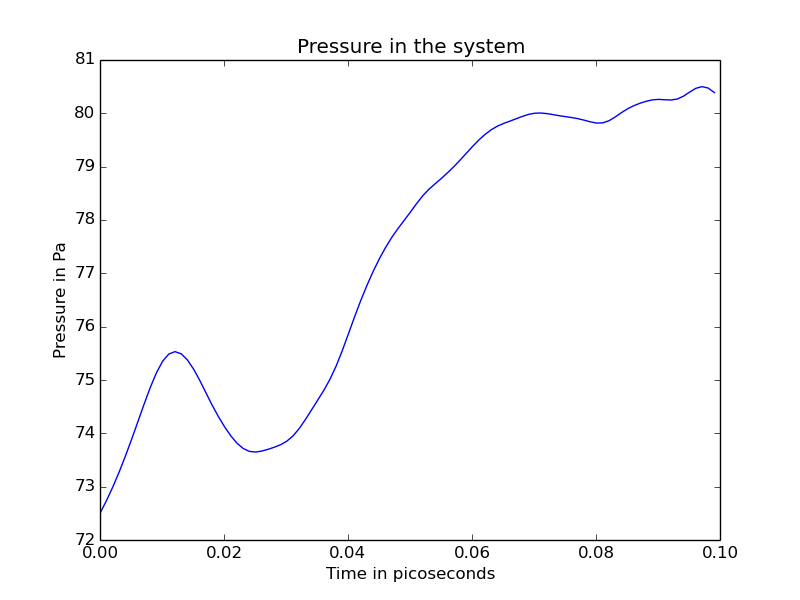 Pressure in the system
81
80
79
78
77
76
75
74
73
72
Pressure in Pa
0.00 0.02 0.04 0.06 0.08 0.10
Time in picoseconds